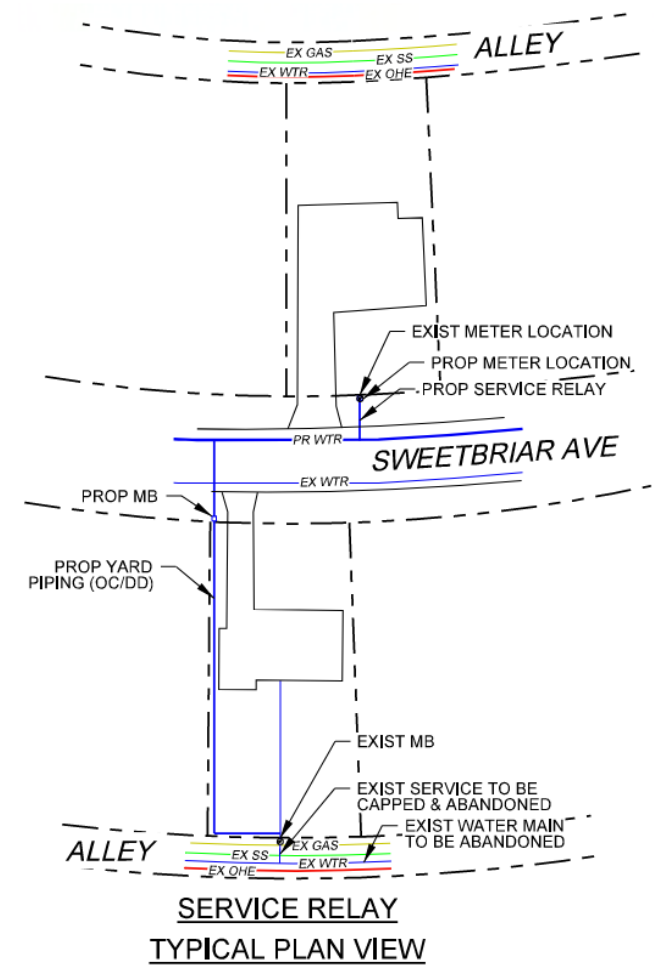 EX GAS
ALLEY
EX SS
EX WTR
EX OHE
EXIST METER LOCATION
PROP METER LOCATION
PROP SERVICE RELAY
PR WTR
SWEETBRIAR AVE
EX WTR
PROP MB
PROP YARD
PIPING (OC/DD)
EXIST MB
EXIST SERVICE TO BE
CAPPED & ABANDONED
EXIST WATER MAIN
TO BE ABANDONED
ALLEY
EX GAS
EX SS
EX WTR
EX OHE
SERVICE RELAY
TYPICAL PLAN VIEW